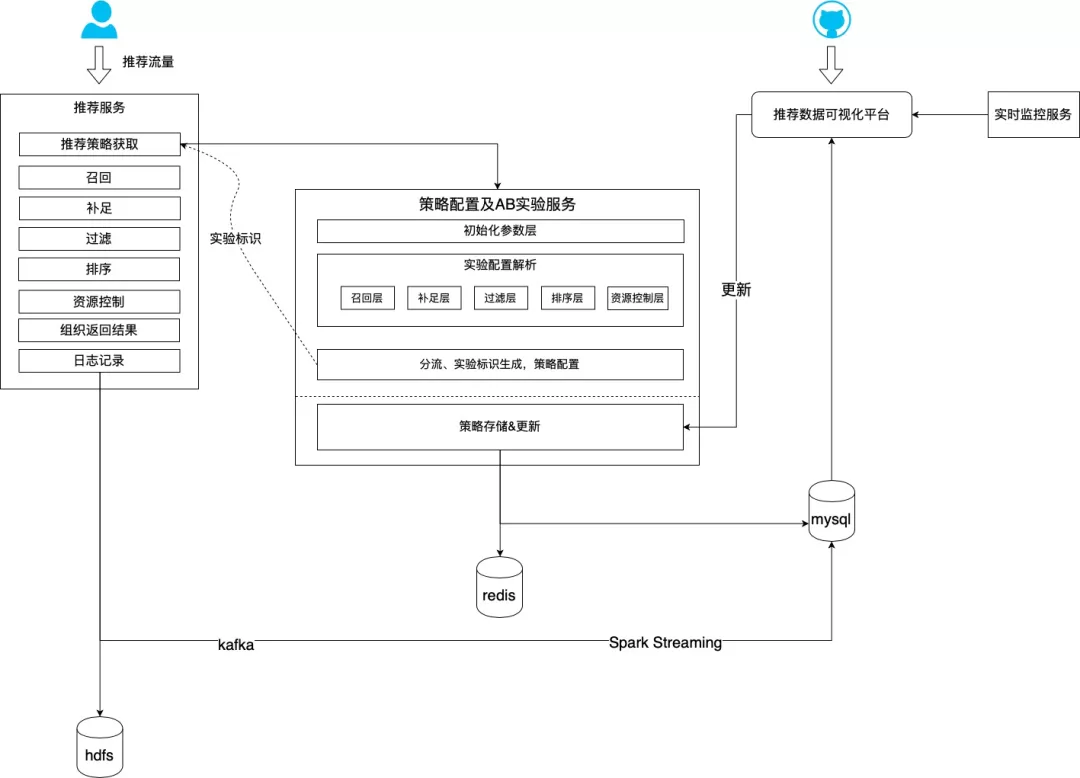 推荐流量
推荐服务
推荐策略获取
召回
补足
过滤
排序
资源控制
组织返回结果
日志记录
实验标识
策略配置及AB实验服务
初始化参数层
实验配置解析
召回层
补足层
过滤层
排序层
资源控制层
分流、实验标识生成，策略配置
策略存储&更新
推荐数据可视化平台
实时监控服务
更新
mysql
redis
kafka
Spark Streaming
hdfs